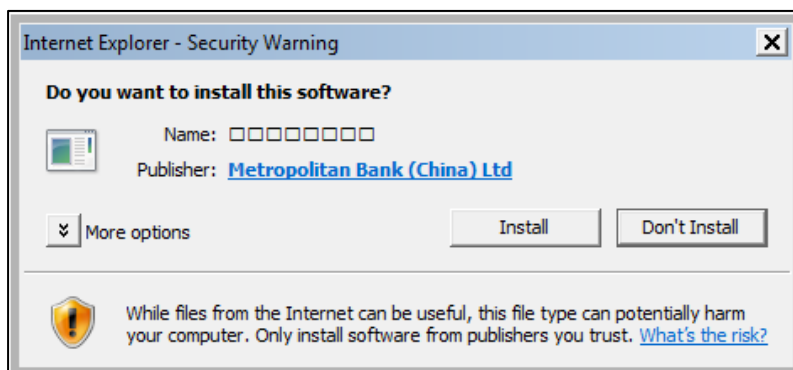 Internet Explorer - Security Warning
Do you want to install this software?
Name: □□□□□□□□
Publisher: Metropolitan Bank (China) Ltd
More options
Install
Don't Install
While files from the Internet can be useful, this file type can potentially harm
your computer. Only install software from publishers you trust. What's the risk?